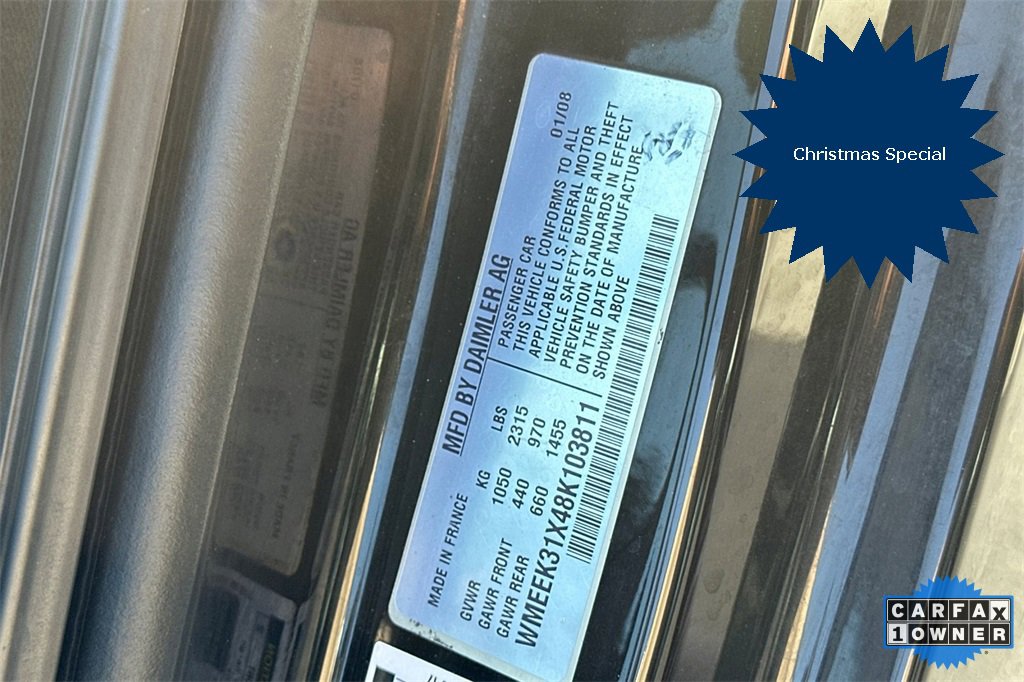 Christmas Special
MFD BY DAIMLER AG
MADE IN FRANCE
KG LBS
GVWR 1050 2315
GAWR FRONT 440 970
GAWR REAR 660 1455
01/08
PASSENGER CAR
THIS VEHICLE CONFORMS TO ALL
APPLICABLE U.S. FEDERAL MOTOR
VEHICLE SAFETY BUMPER AND THEFT
PREVENTION STANDARDS IN EFFECT
ON THE DATE OF MANUFACTURE
SHOWN ABOVE
WMEEK31X48K103811
CARFAX
1 OWNER